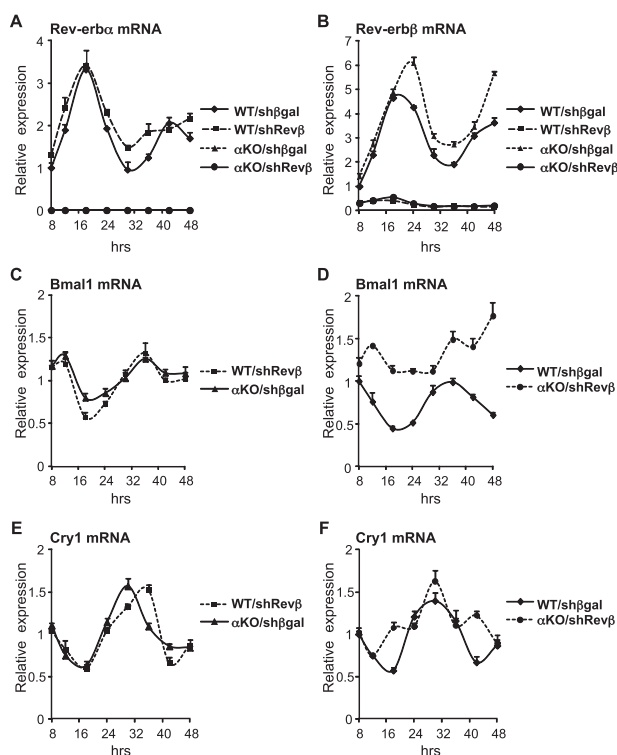 A
Rev-erbα mRNA
Relative expression
4
3
2
1
0
8 16 24 32 40 48
hrs
WT/shβgal
WT/shRevβ
αKO/shβgal
αKO/shRevβ
B
Rev-erbβ mRNA
Relative expression
7
6
5
4
3
2
1
0
8 16 24 32 40 48
hrs
WT/shβgal
WT/shRevβ
αKO/shβgal
αKO/shRevβ
C
Bmal1 mRNA
Relative expression
2
1.5
1
0.5
0
8 16 24 32 40 48
hrs
WT/shRevβ
αKO/shβgal
D
Bmal1 mRNA
Relative expression
2
1.5
1
0.5
0
8 16 24 32 40 48
hrs
WT/shβgal
αKO/shRevβ
E
Cry1 mRNA
Relative expression
2
1.5
1
0.5
0
8 16 24 32 40 48
hrs
WT/shRevβ
αKO/shβgal
F
Cry1 mRNA
Relative expression
2
1.5
1
0.5
0
8 16 24 32 40 48
hrs
WT/shβgal
αKO/shRevβ